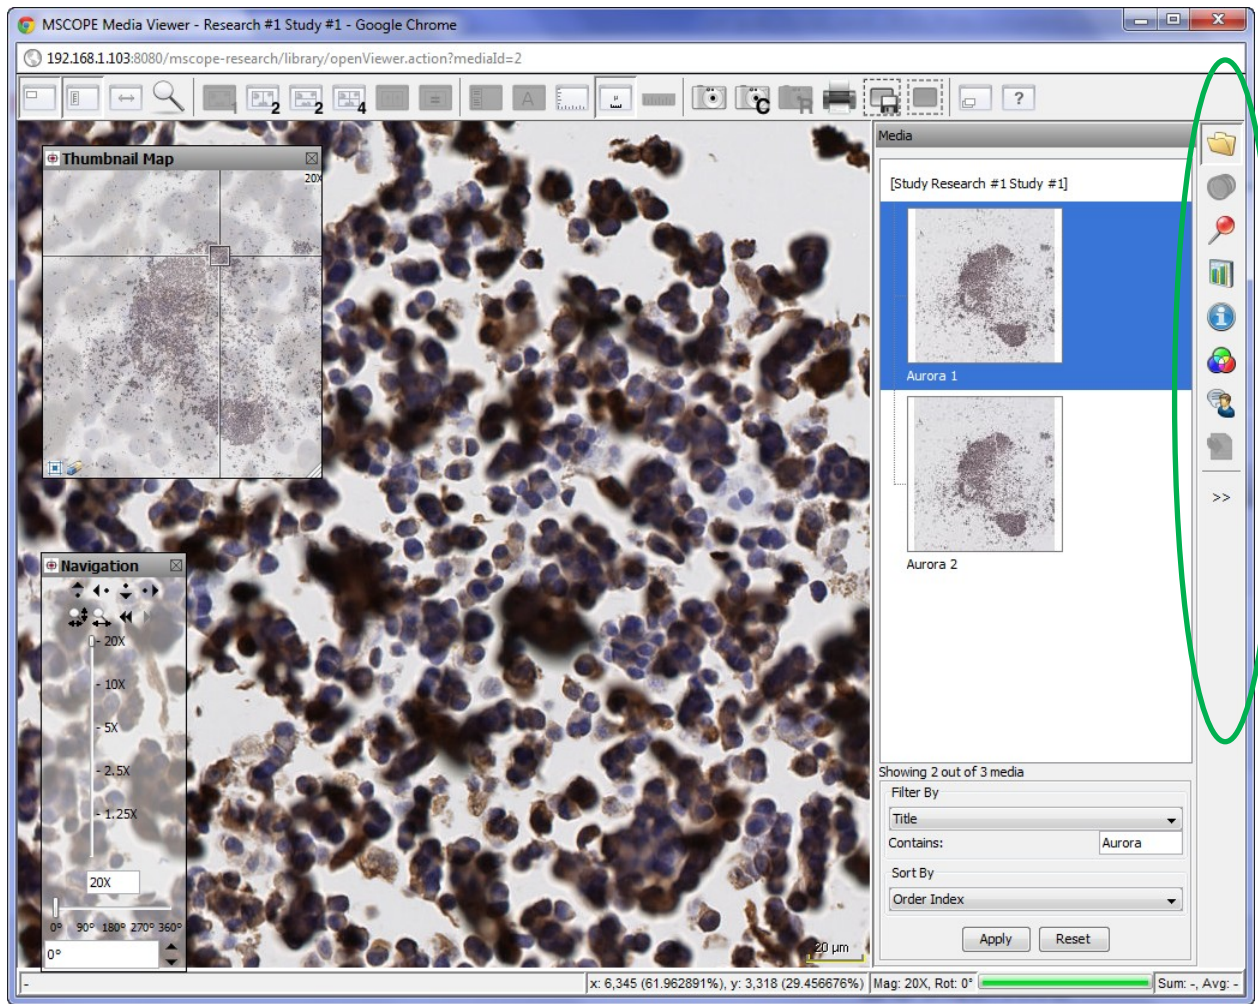 MSCOPE Media Viewer - Research #1 Study #1 - Google Chrome
192.168.1.103:8080/mscope-research/library/openViewer.action?mediaId=2
1 2 2 4 A µ C R ?
Media
Thumbnail Map
20X
[Study Research #1 Study #1]
Aurora 1
Aurora 2
>>
Navigation
20X
10X
5X
2.5X
1.25X
20X
0° 90° 180° 270° 360°
0°
Showing 2 out of 3 media
Filter By
Title
Contains: Aurora
Sort By
Order Index
Apply Reset
20 µm
- x: 6,345 (61.962891%), y: 3,318 (29.456676%) Mag: 20X, Rot: 0° Sum: -, Avg: -